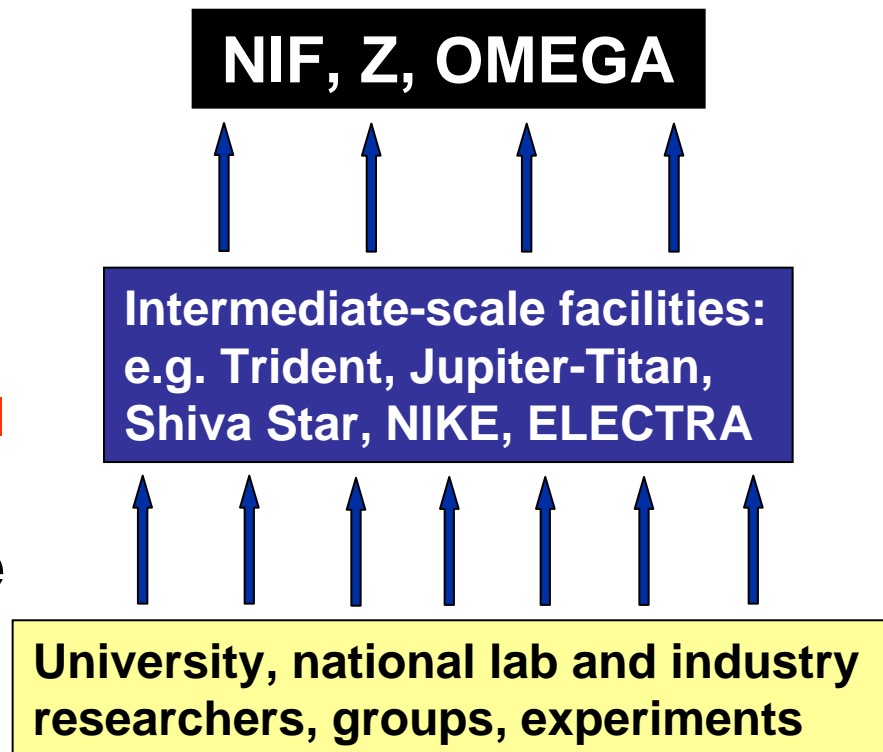 NIF, Z, OMEGA
Intermediate-scale facilities:
e.g. Trident, Jupiter-Titan,
Shiva Star, NIKE, ELECTRA
University, national lab and industry
researchers, groups, experiments